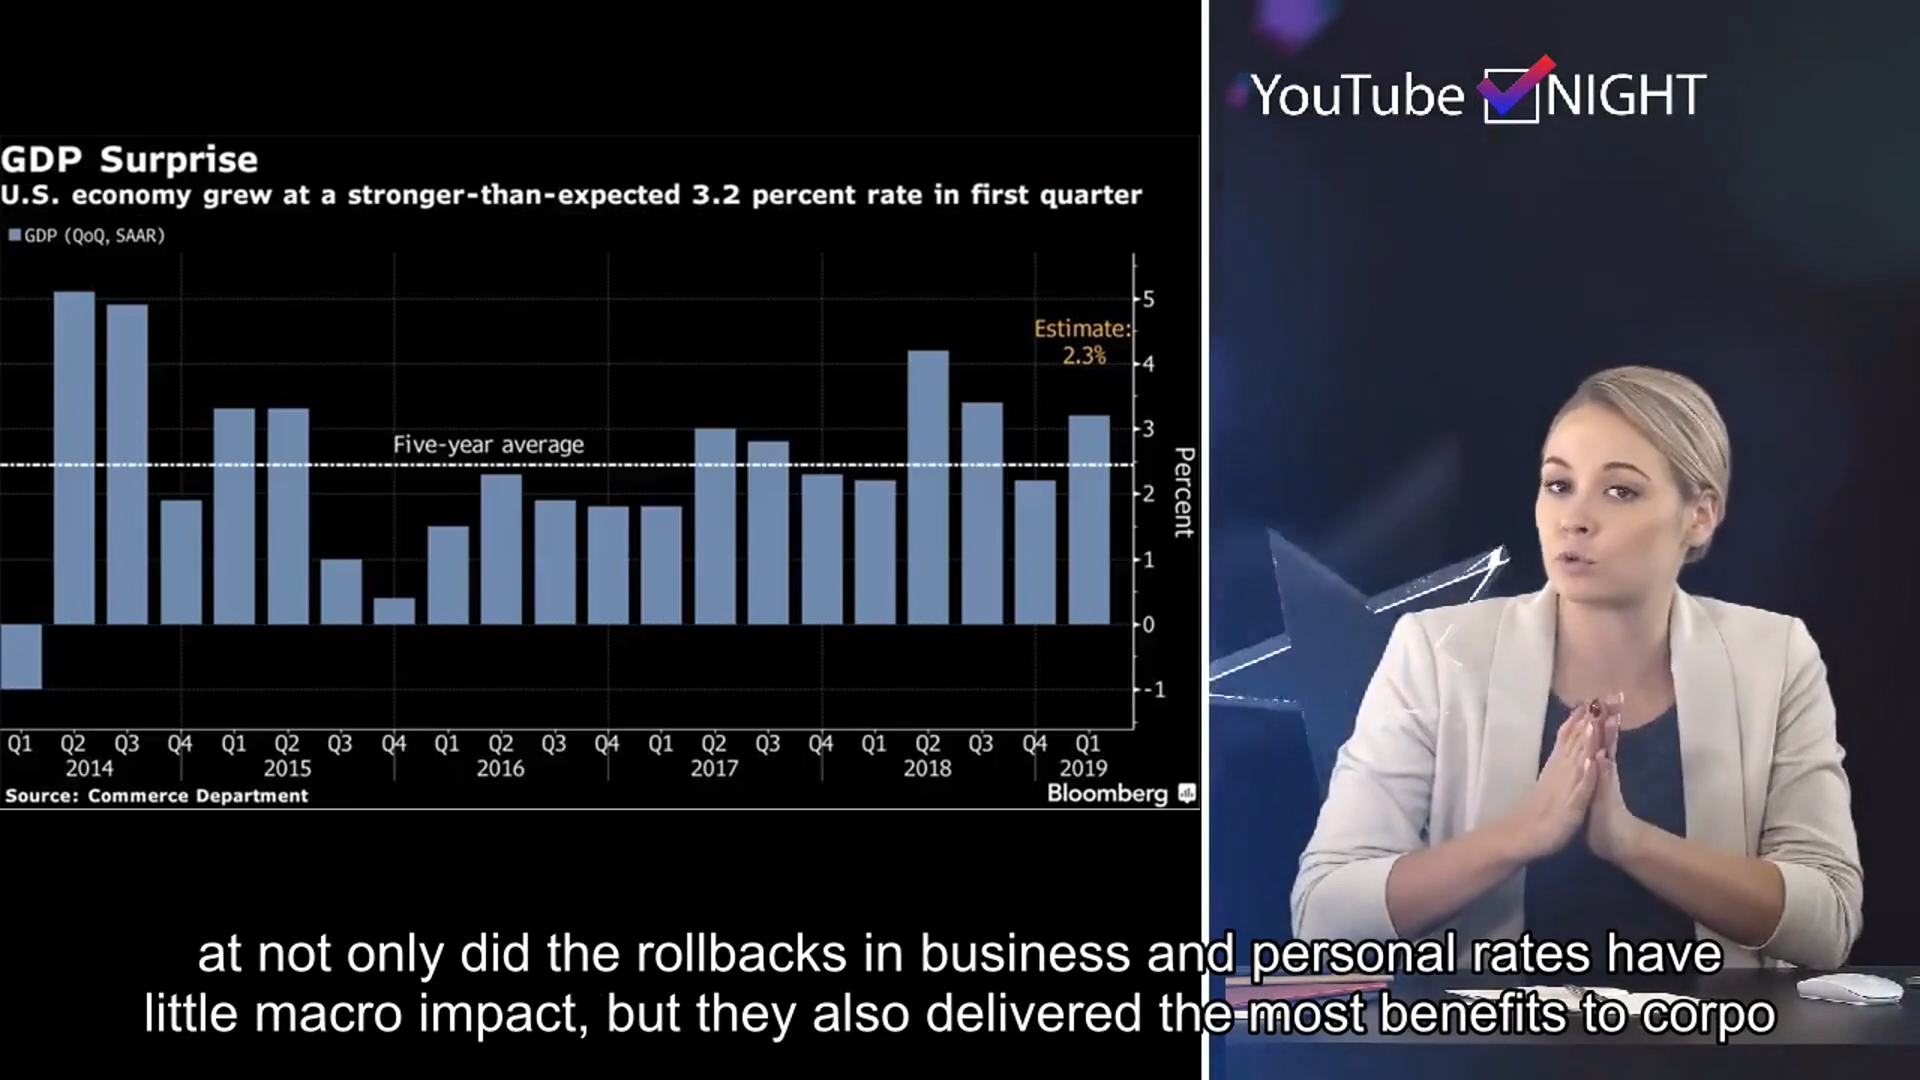 YouTube NIGHT
GDP Surprise
U.S. economy grew at a stronger-than-expected 3.2 percent rate in first quarter
GDP (QoQ, SAAR)
5
Estimate:
2.3%
4
Five-year average
3
2
1
0
-1
Percent
Q1 Q2 Q3 Q4 Q1 Q2 Q3 Q4 Q1 Q2 Q3 Q4 Q1 Q2 Q3 Q4 Q1 Q2 Q3 Q4 Q1
2014 2015 2016 2017 2018 2019
Source: Commerce Department
Bloomberg
at not only did the rollbacks in business and personal rates have
little macro impact, but they also delivered the most benefits to corpo